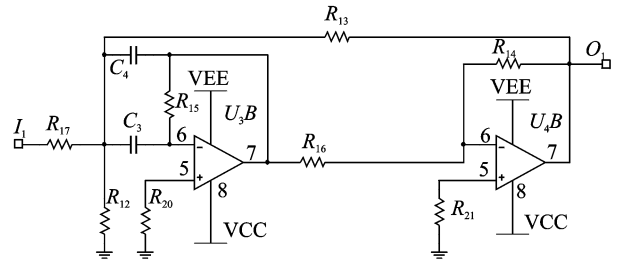 R13
C4
R14
O1
VEE
VEE
R15
U3B
U4B
I1
R17
C3
6
7
R16
6
7
5
5
R12
R20
8
R21
8
VCC
VCC